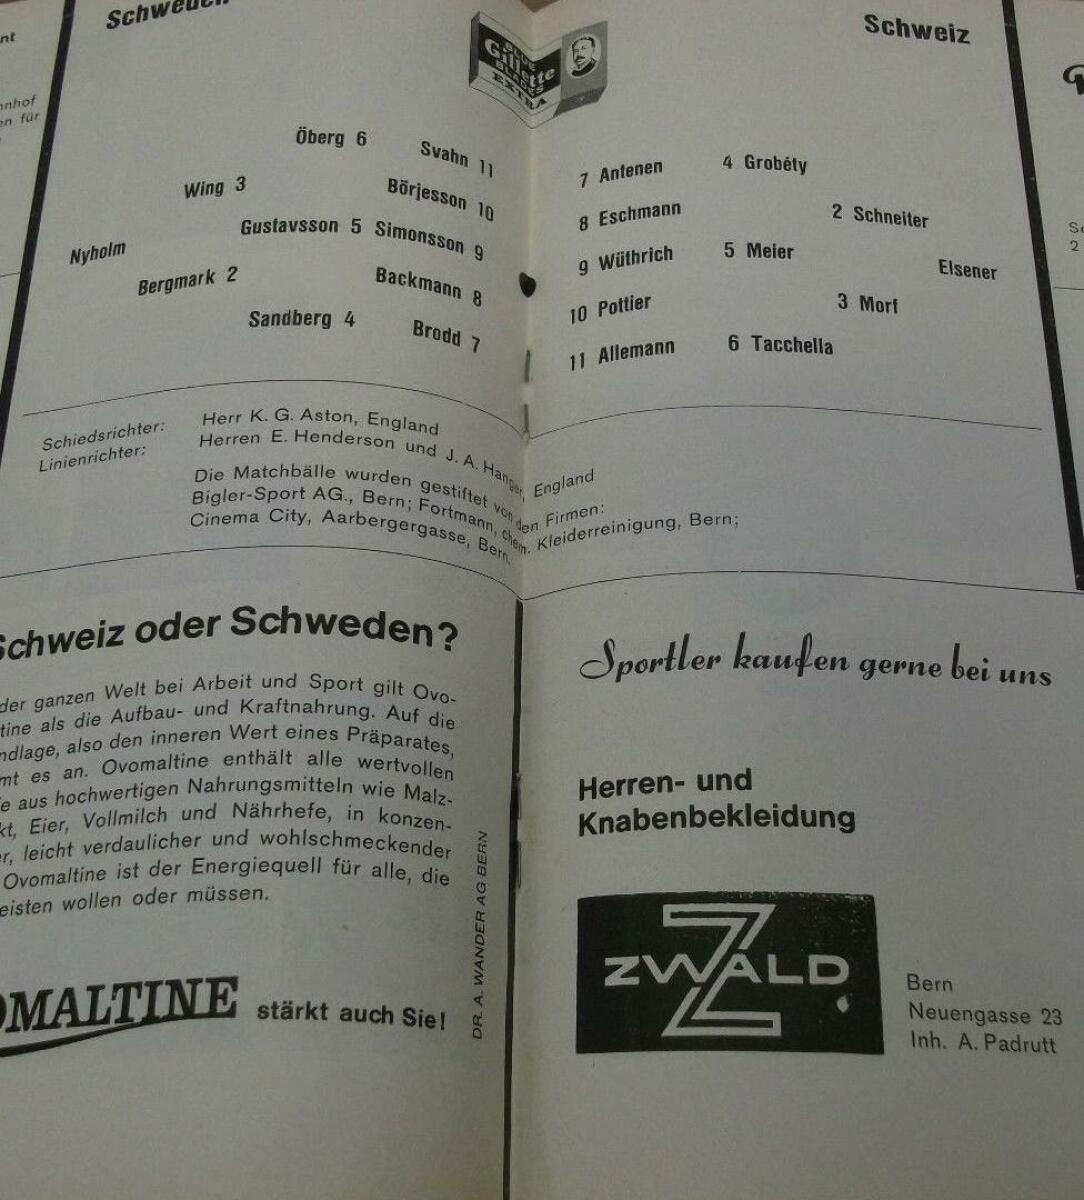 nt
nnhof
en für
Schweden
BLUE
Gillette
BLADES
EXTRA
Schweiz
Öberg 6
Svahn 11
Wing 3
Börjesson 10
Gustavsson 5
Simonsson 9
Nyholm
Bergmark 2
Backmann 8
Sandberg 4
Brodd 7
7 Antenen
4 Grobéty
8 Eschmann
2 Schneiter
9 Wüthrich
5 Meier
Elsener
10 Pottier
3 Morf
11 Allemann
6 Tacchella
Schiedsrichter: Herr K. G. Aston, England
Linienrichter: Herren E. Henderson und J. A. Hanger, England
Die Matchbälle wurden gestiftet von den Firmen:
Bigler-Sport AG., Bern; Fortmann, chem. Kleiderreinigung, Bern;
Cinema City, Aarbergergasse, Bern.
Schweiz oder Schweden?
der ganzen Welt bei Arbeit und Sport gilt Ovo-
tine als die Aufbau- und Kraftnahrung. Auf die
ndlage, also den inneren Wert eines Präparates,
mt es an. Ovomaltine enthält alle wertvollen
e aus hochwertigen Nahrungsmitteln wie Malz-
kt, Eier, Vollmilch und Nährhefe, in konzen-
er, leicht verdaulicher und wohlschmeckender
Ovomaltine ist der Energiequell für alle, die
eisten wollen oder müssen.
OMALTINE stärkt auch Sie!
DR. A. WANDER AG BERN
Sportler kaufen gerne bei uns
Herren- und
Knabenbekleidung
Z
ZWALD
Bern
Neuengasse 23
Inh. A. Padrutt